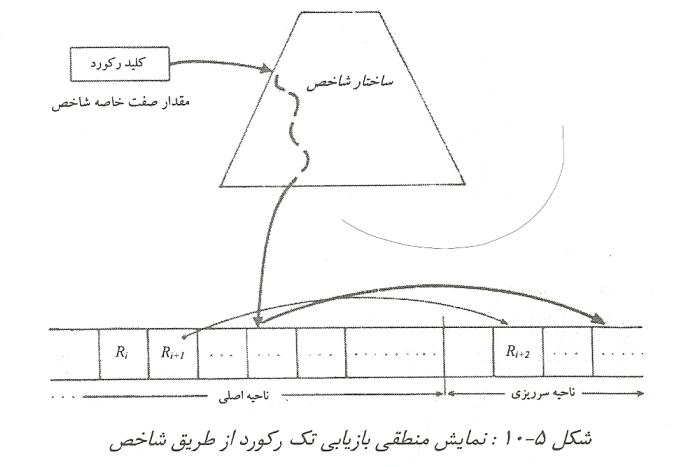 کلید رکورد
ساختار شاخص
مقدار صفت خاصه شاخص
R_i R_{i+1} ... ... ... ......... R_{i+2} ... .....
... ناحیه اصلی ناحیه سرریزی
شکل ۵-۱۰ : نمایش منطقی بازیابی تک رکورد از طریق شاخص